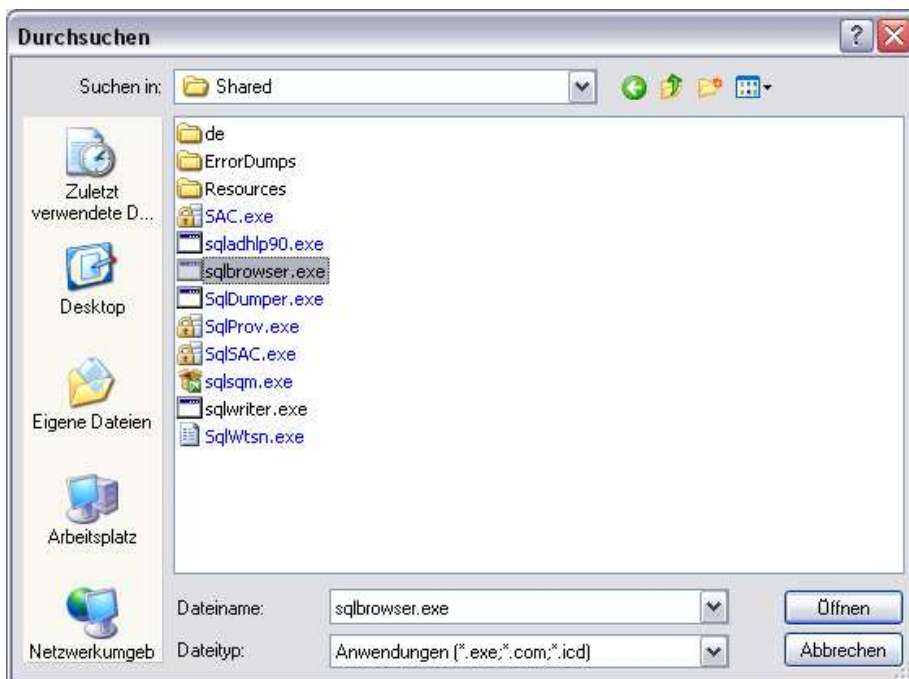 Durchsuchen
Suchen in: Shared
Zuletzt
verwendete D...
Desktop
Eigene Dateien
Arbeitsplatz
Netzwerkumgeb
de
ErrorDumps
Resources
SAC.exe
sqladhlp90.exe
sqlbrowser.exe
SqlDumper.exe
SqlProv.exe
SqlSAC.exe
sqlsqm.exe
sqlwriter.exe
SqlWtsn.exe
Dateiname: sqlbrowser.exe Öffnen
Dateityp: Anwendungen (*.exe;*.com;*.icd) Abbrechen